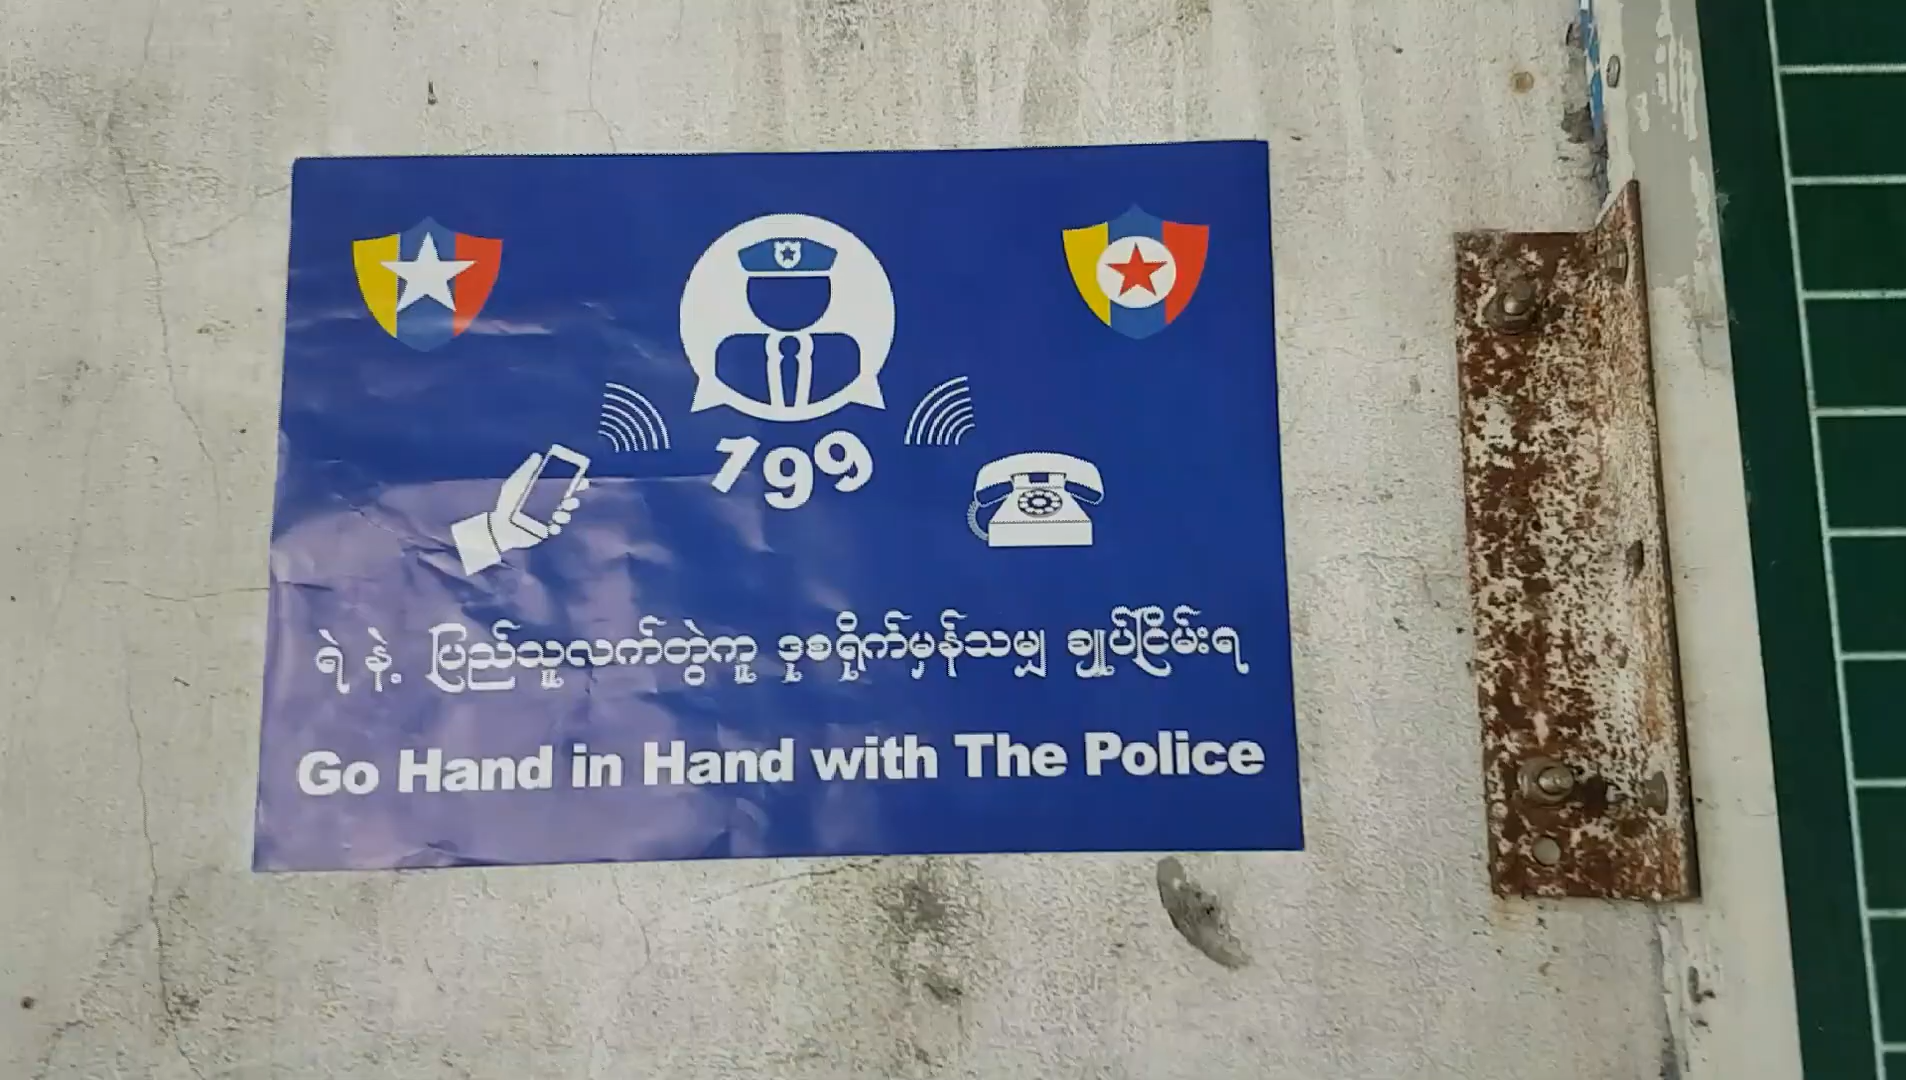 199
ရဲ နဲ့ ပြည်သူလက်တွဲကူ ဒုစရိုက်မှန်သမျှ ချုပ်ငြိမ်းရ
Go Hand in Hand with The Police